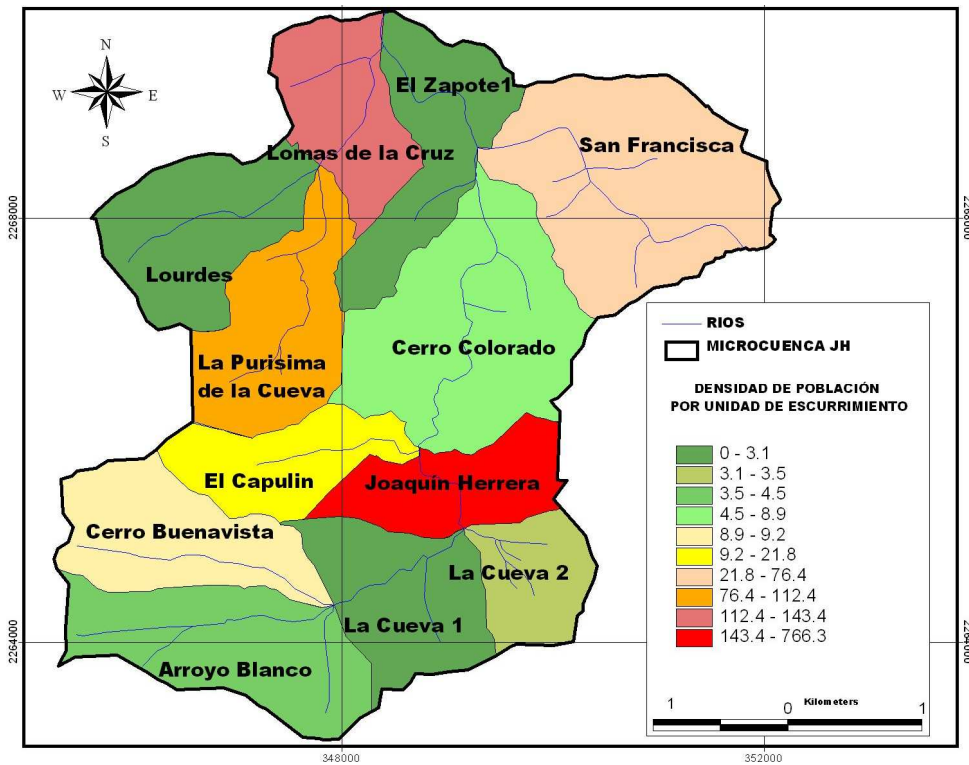 N
W E
S
El Zapote1
San Francisca
Lomas de la Cruz
2268000
2268000
Lourdes
La Purisima
de la Cueva
Cerro Colorado
El Capulin
Joaquín Herrera
Cerro Buenavista
La Cueva 2
La Cueva 1
Arroyo Blanco
2264000
2264000
348000
352000
RIOS
MICROCUENCA JH
DENSIDAD DE POBLACIÓN
POR UNIDAD DE ESCURRIMIENTO
0 - 3.1
3.1 - 3.5
3.5 - 4.5
4.5 - 8.9
8.9 - 9.2
9.2 - 21.8
21.8 - 76.4
76.4 - 112.4
112.4 - 143.4
143.4 - 766.3
1 0 Kilometers 1